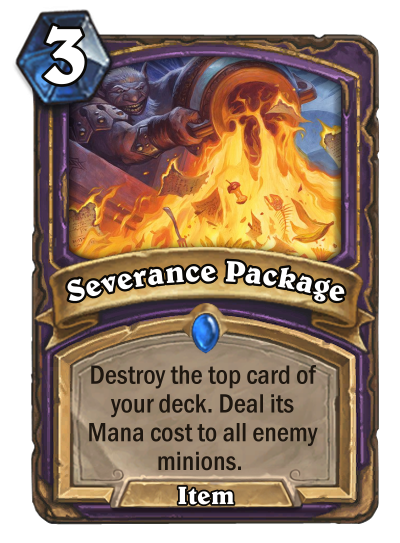 3
Severance Package
Destroy the top card of
your deck. Deal its
Mana cost to all enemy
minions.
Item